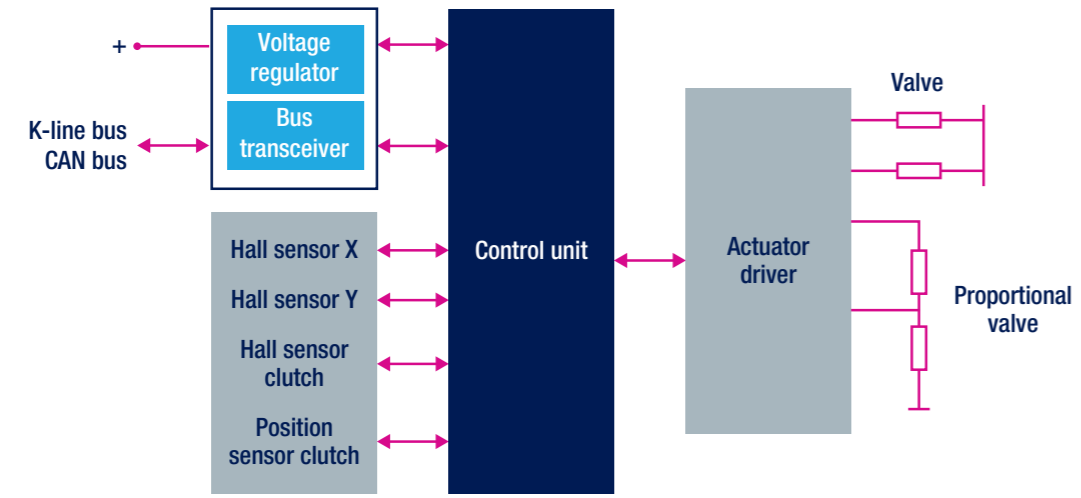 +
Voltage
regulator
K-line bus
CAN bus
Bus
transceiver
Hall sensor X
Hall sensor Y
Hall sensor
clutch
Position
sensor clutch
Control unit
Actuator
driver
Valve
Proportional
valve